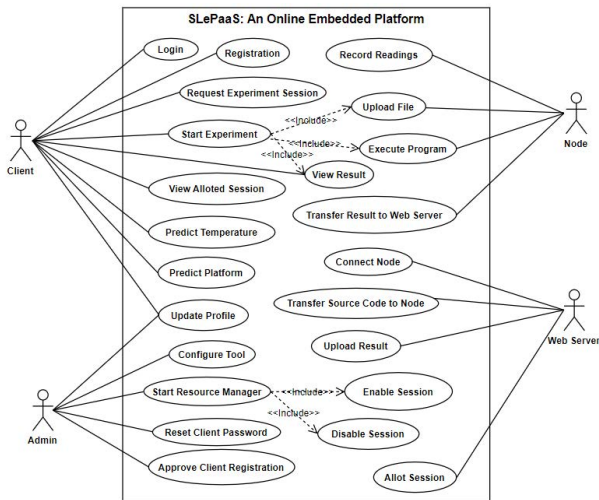 SLePaaS: An Online Embedded Platform
Login
Registration
Record Readings
Request Experiment Session
Upload File
<<Include>>
Start Experiment
<<Include>>
Execute Program
<<Include>>
View Result
Client
Node
View Alloted Session
Transfer Result to Web Server
Predict Temperature
Connect Node
Predict Platform
Transfer Source Code to Node
Update Profile
Upload Result
Web Server
Configure Tool
Start Resource Manager
<<Include>>
Enable Session
<<Include>>
Admin
Reset Client Password
Disable Session
Approve Client Registration
Allot Session